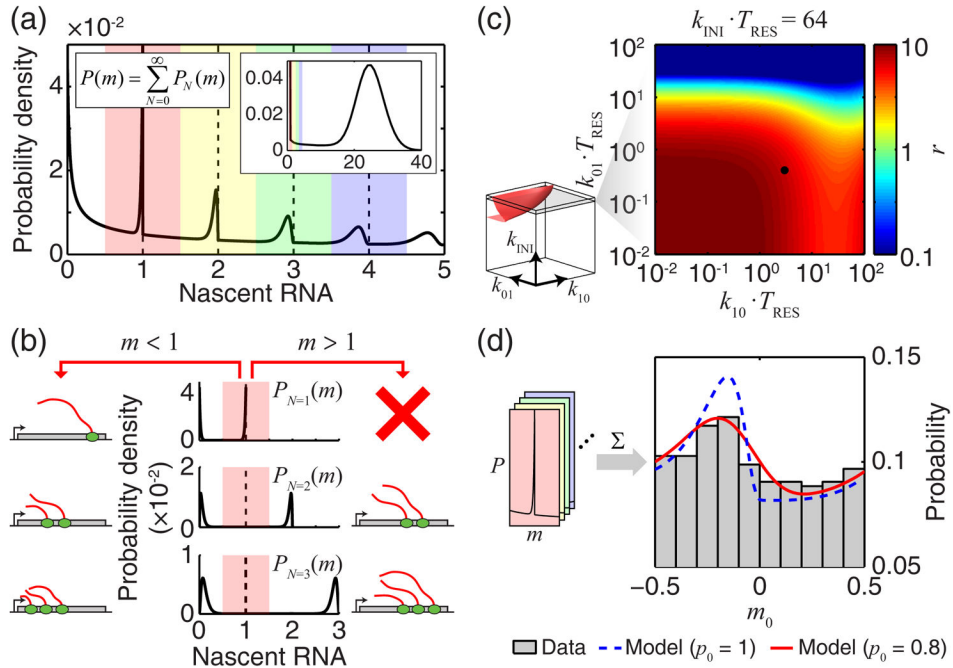 (a)
×10⁻²
Probability density
4
2
0
P(m) = ∑_{N=0}^{∞} P_N(m)
0.04
0.02
0
0 20 40
0 1 2 3 4 5
Nascent RNA
(b)
m < 1
m > 1
Probability density
(×10⁻²)
4
0
P_{N=1}(m)
2
1
0
P_{N=2}(m)
1
0
P_{N=3}(m)
0 1 2 3
Nascent RNA
(c)
k_INI · T_RES = 64
k_01 · T_RES
10²
10¹
10⁰
10⁻¹
10⁻²
10⁻² 10⁻¹ 10⁰ 10¹ 10²
k_10 · T_RES
10
1
0.1
r
k_INI
k_01
k_10
(d)
P
m
Σ
0.15
0.1
0.05
Probability
−0.5 0 0.5
m_0
Data Model (p_0 = 1) Model (p_0 = 0.8)